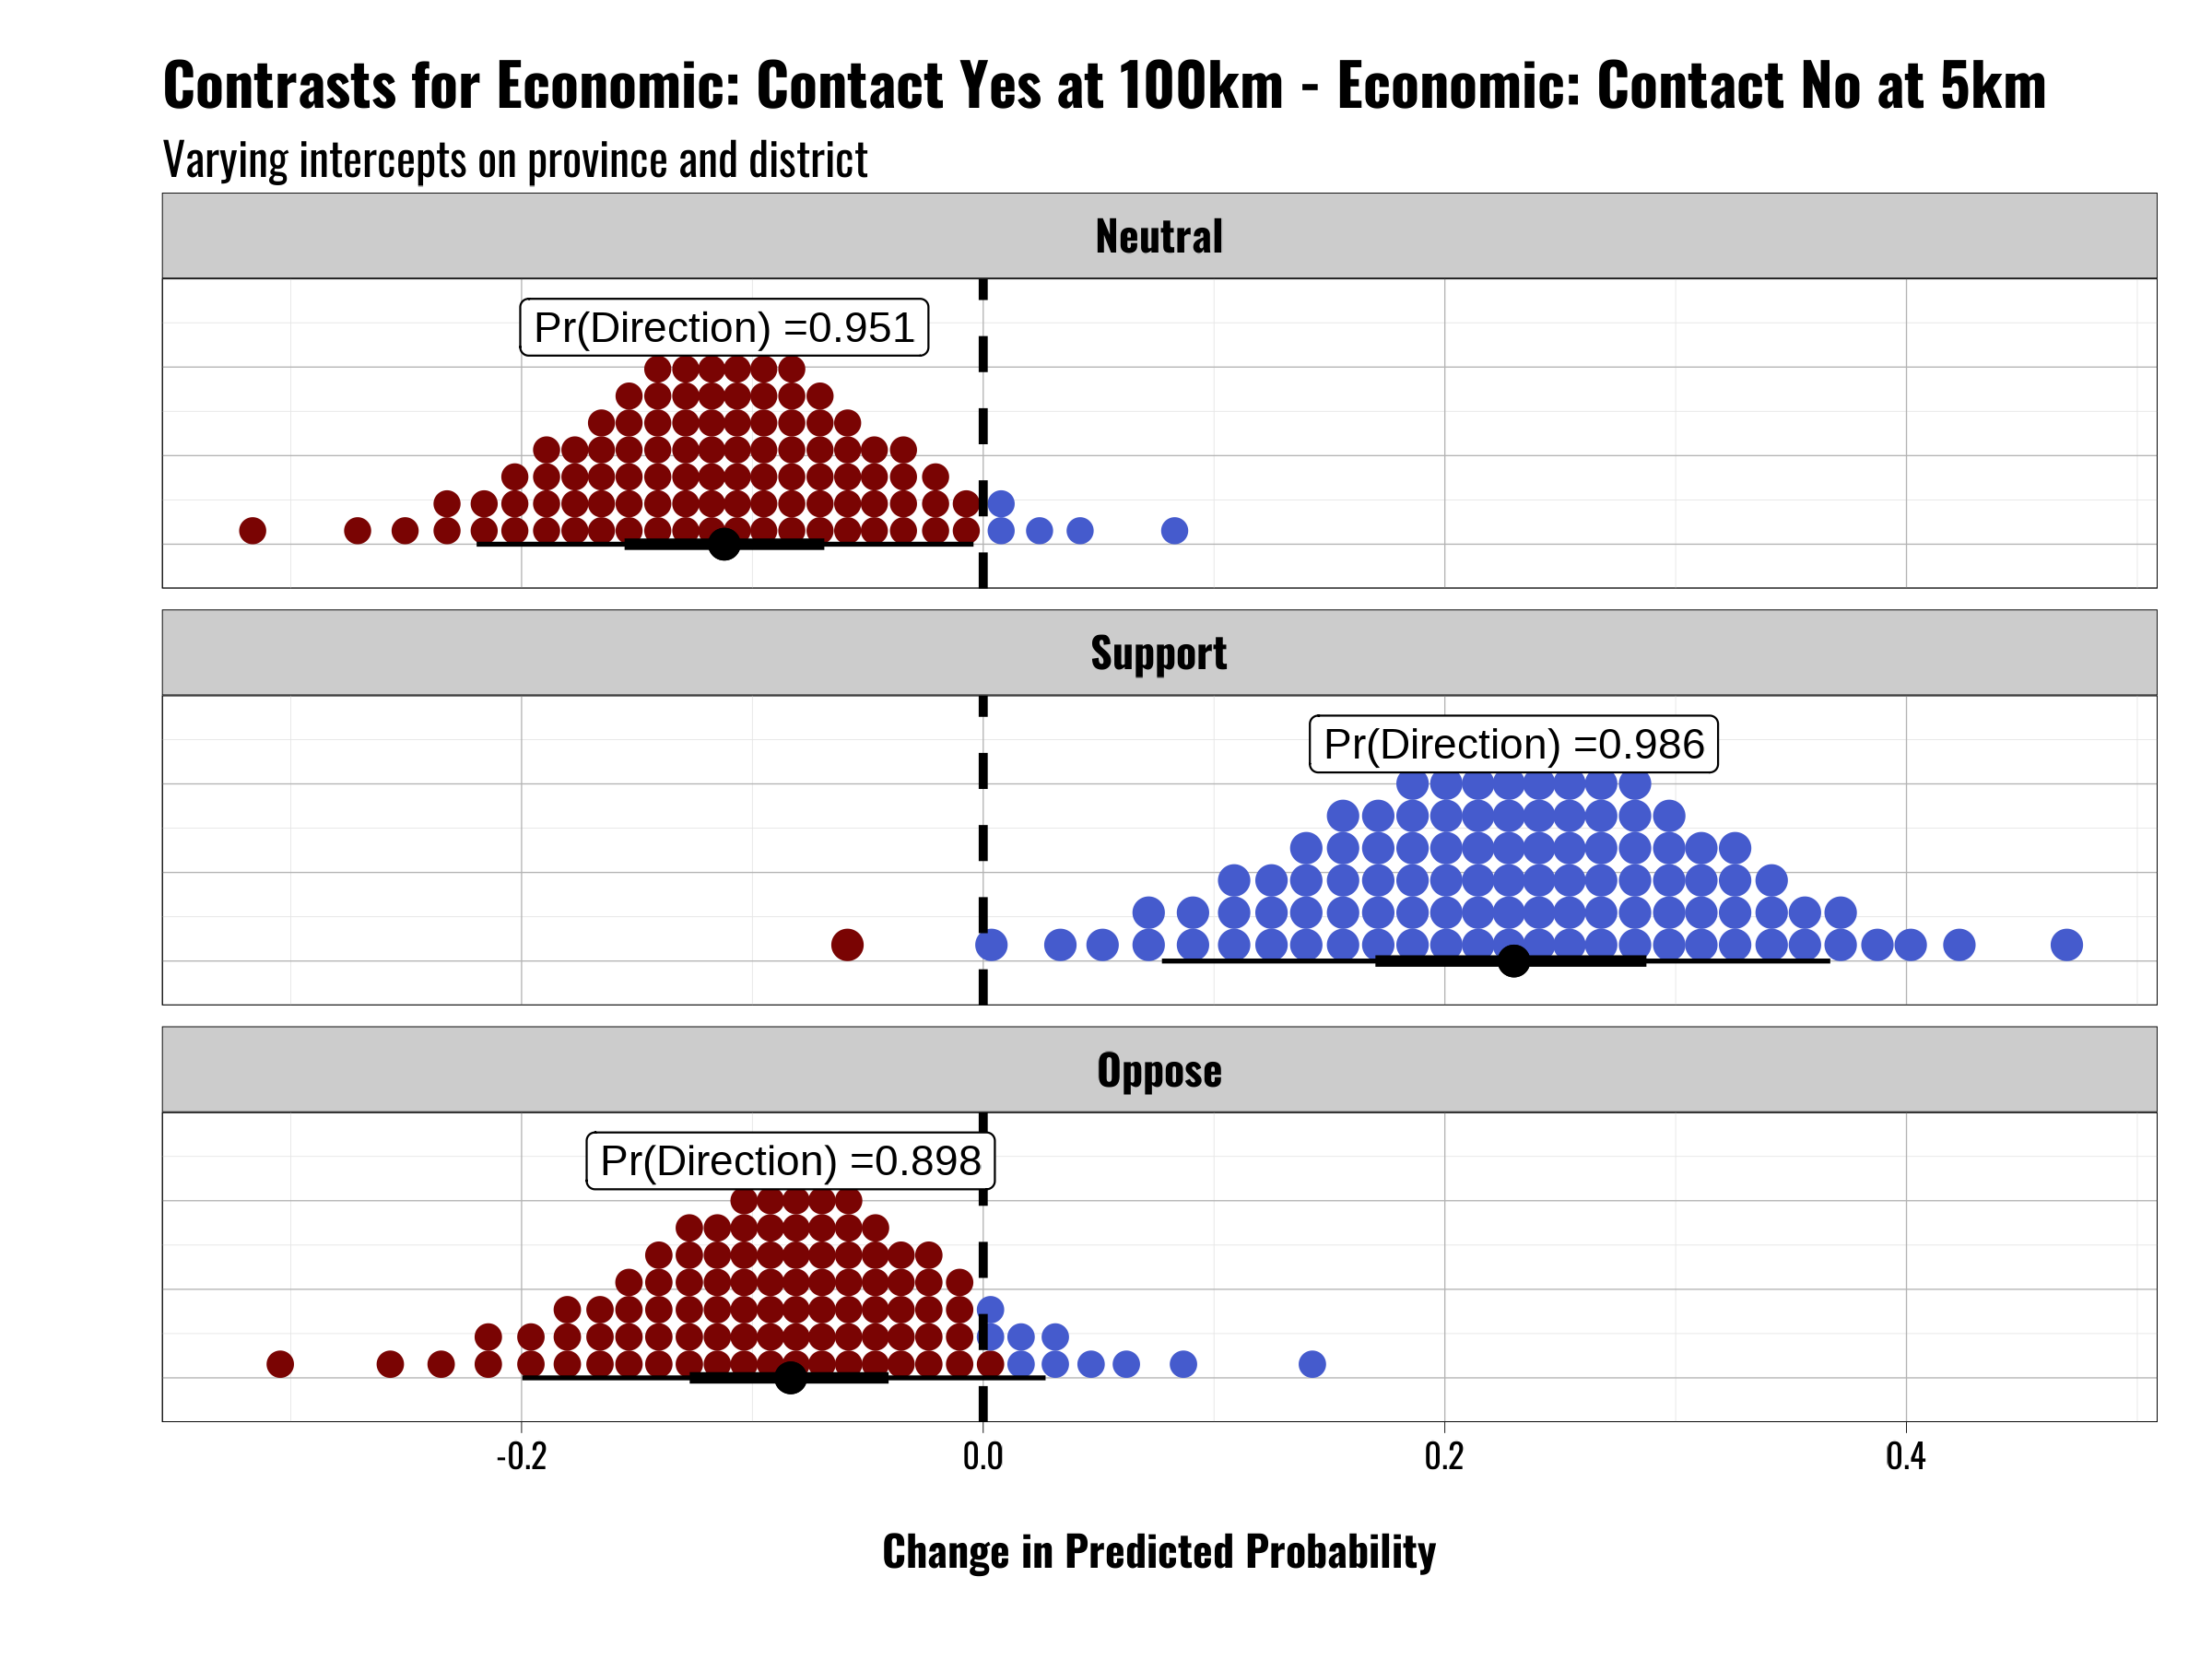 Contrasts for Economic: Contact Yes at 100km - Economic: Contact No at 5km
Varying intercepts on province and district
Neutral
Pr(Direction) =0.951
Support
Pr(Direction) =0.986
Oppose
Pr(Direction) =0.898
-0.2 0.0 0.2 0.4
Change in Predicted Probability